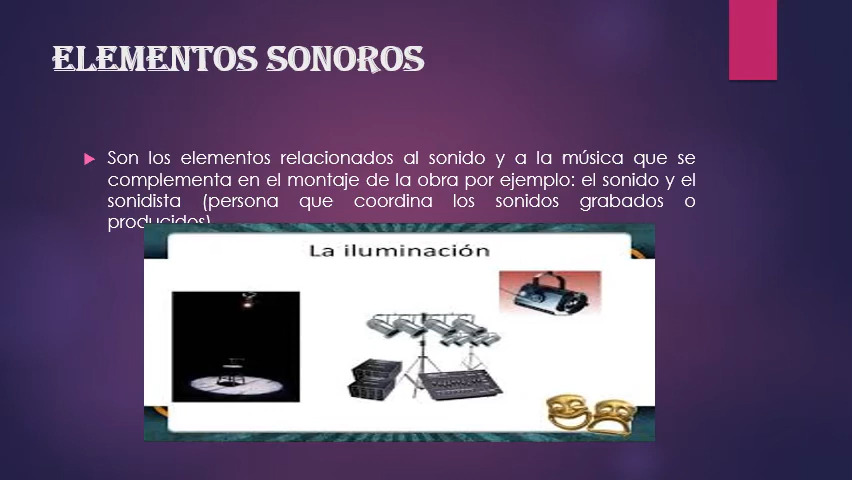 ELEMENTOS SONOROS
Son los elementos relacionados al sonido y a la música que se
complementa en el montaje de la obra por ejemplo: el sonido y el
sonidista (persona que coordina los sonidos grabados o
producidos)
La iluminación